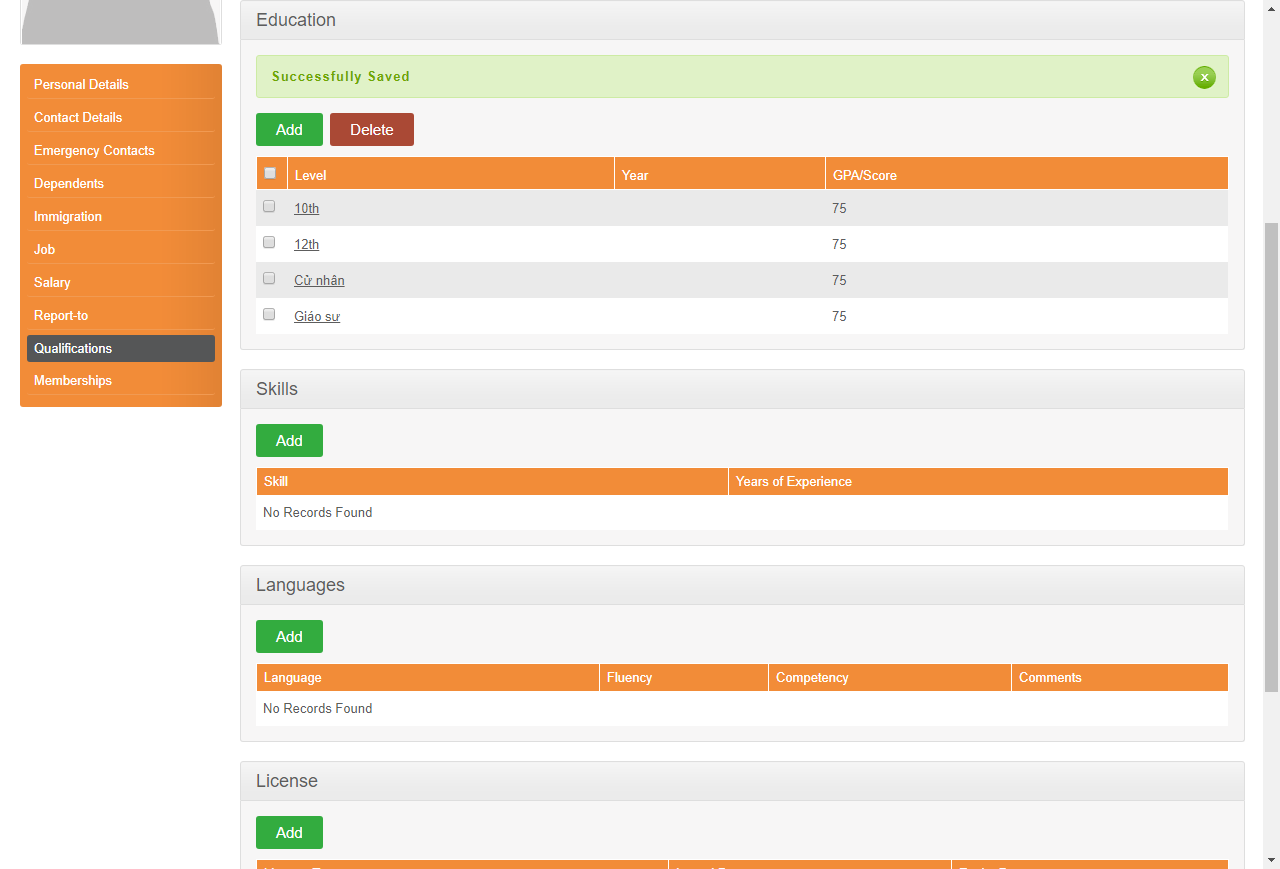 Education
Successfully Saved
x
Add Delete
Level Year GPA/Score
10th 75
12th 75
Cử nhân 75
Giáo sư 75
Personal Details
Contact Details
Emergency Contacts
Dependents
Immigration
Job
Salary
Report-to
Qualifications
Memberships
Skills
Add
Skill Years of Experience
No Records Found
Languages
Add
Language Fluency Competency Comments
No Records Found
License
Add